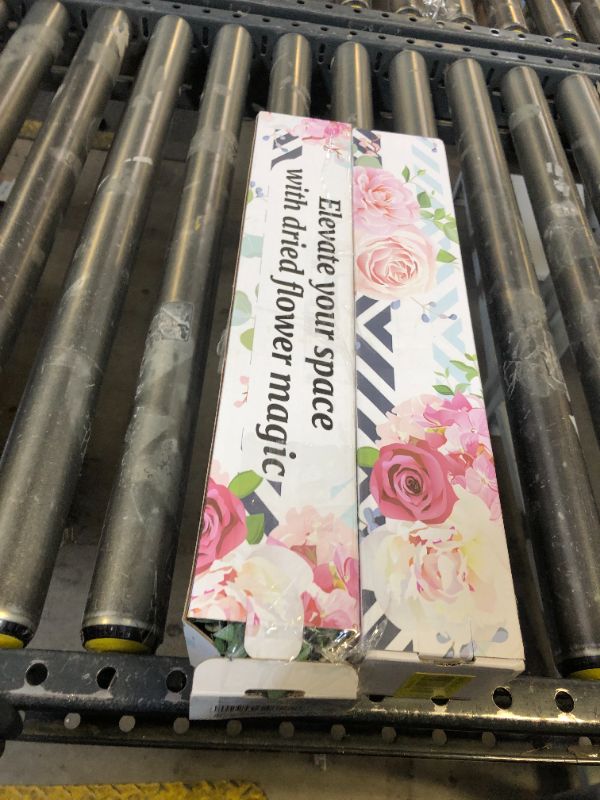 Elevate your space
with dried flower magic